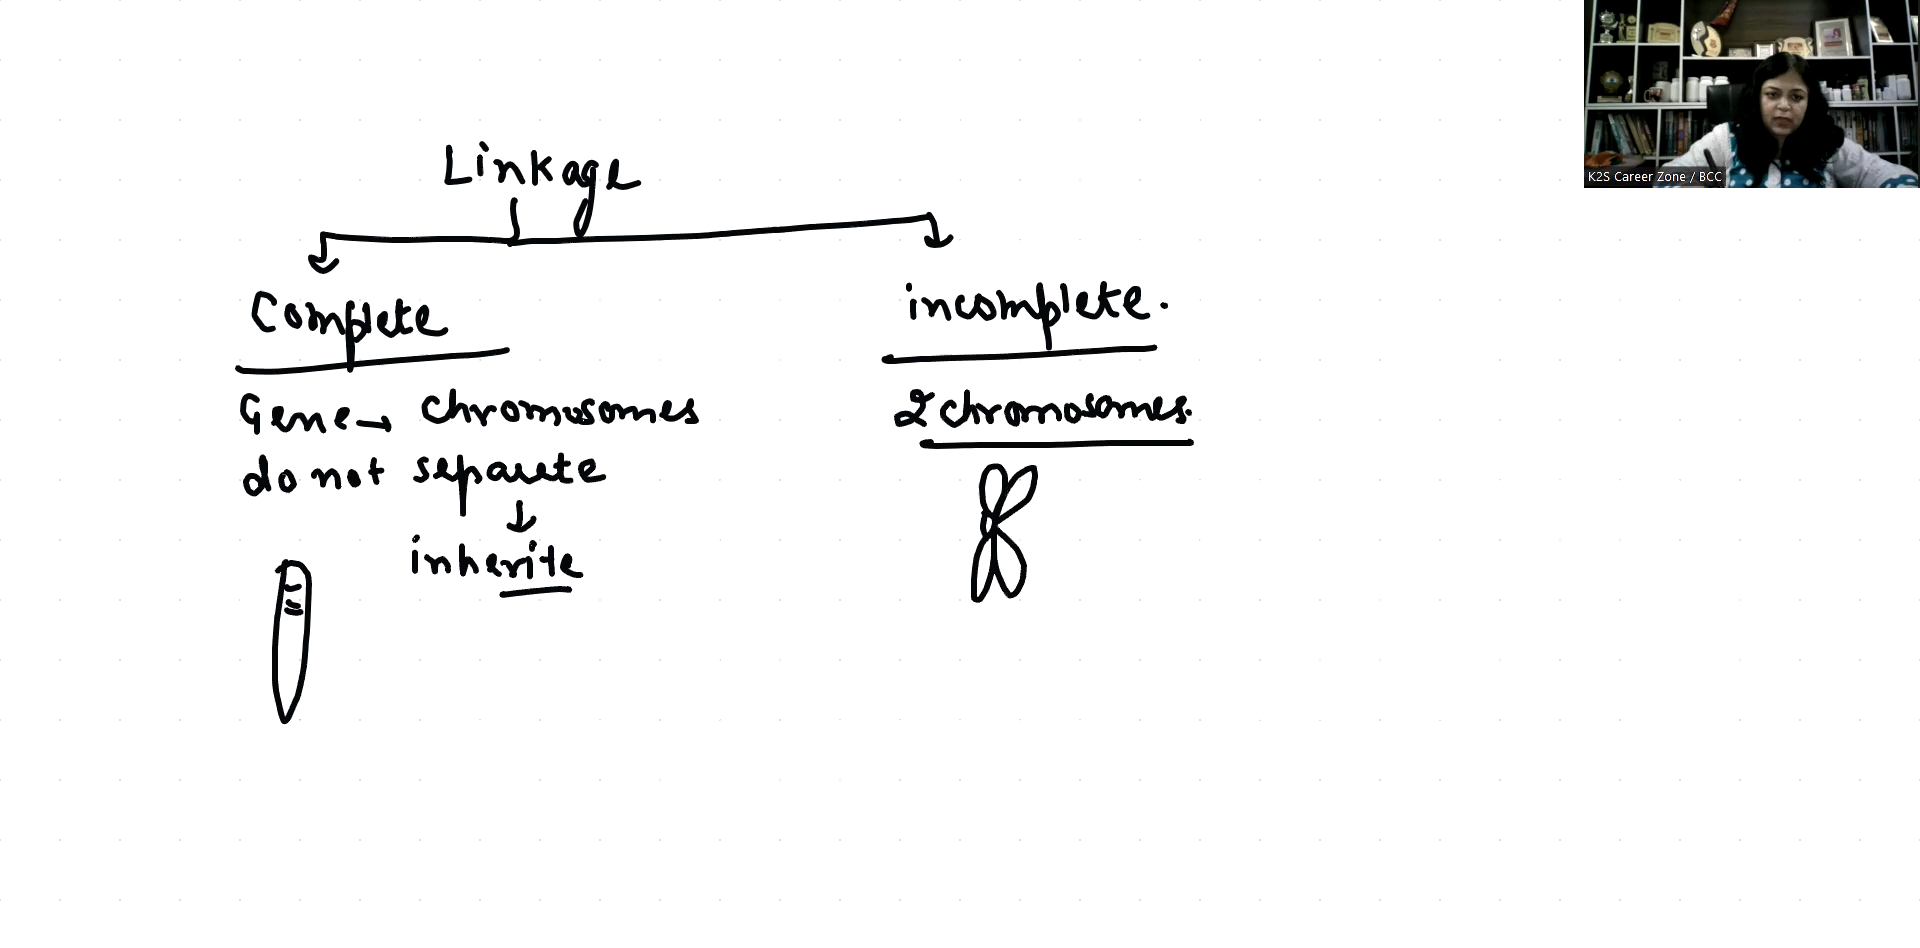 K2S Career Zone / BCC
Linkage
Complete
incomplete.
Gene → chromosomes
do not separate
↓
inherite
2 chromosomes.